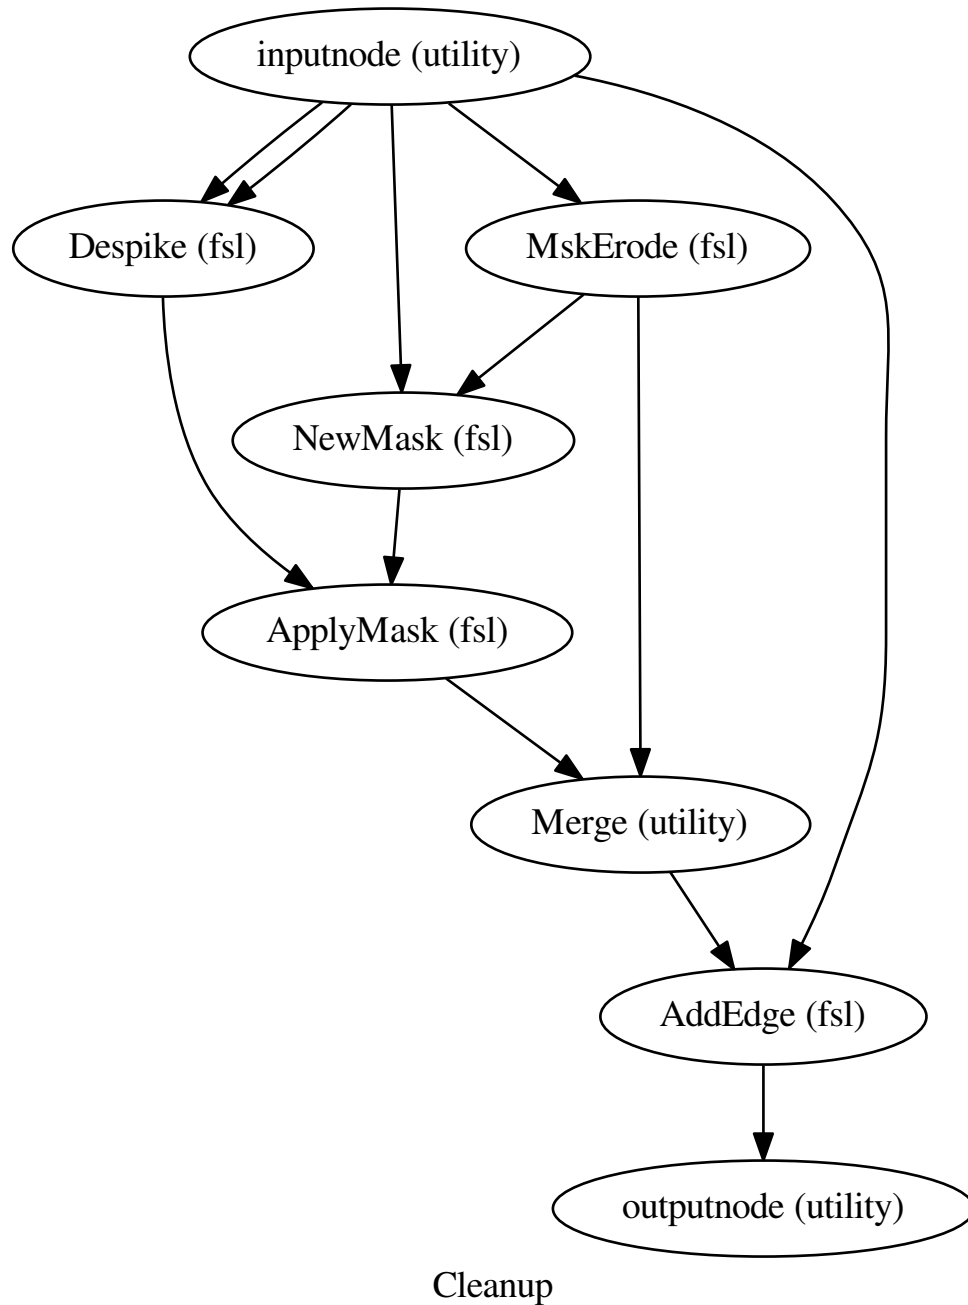 inputnode (utility)
Despike (fsl)
MskErode (fsl)
NewMask (fsl)
ApplyMask (fsl)
Merge (utility)
AddEdge (fsl)
outputnode (utility)
Cleanup